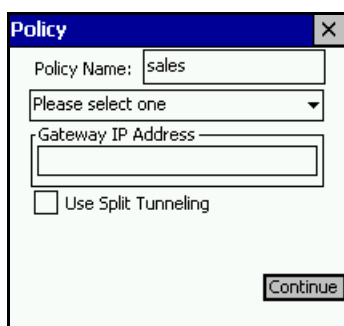 Policy
Policy Name: sales
Please select one
Gateway IP Address
Use Split Tunneling
Continue